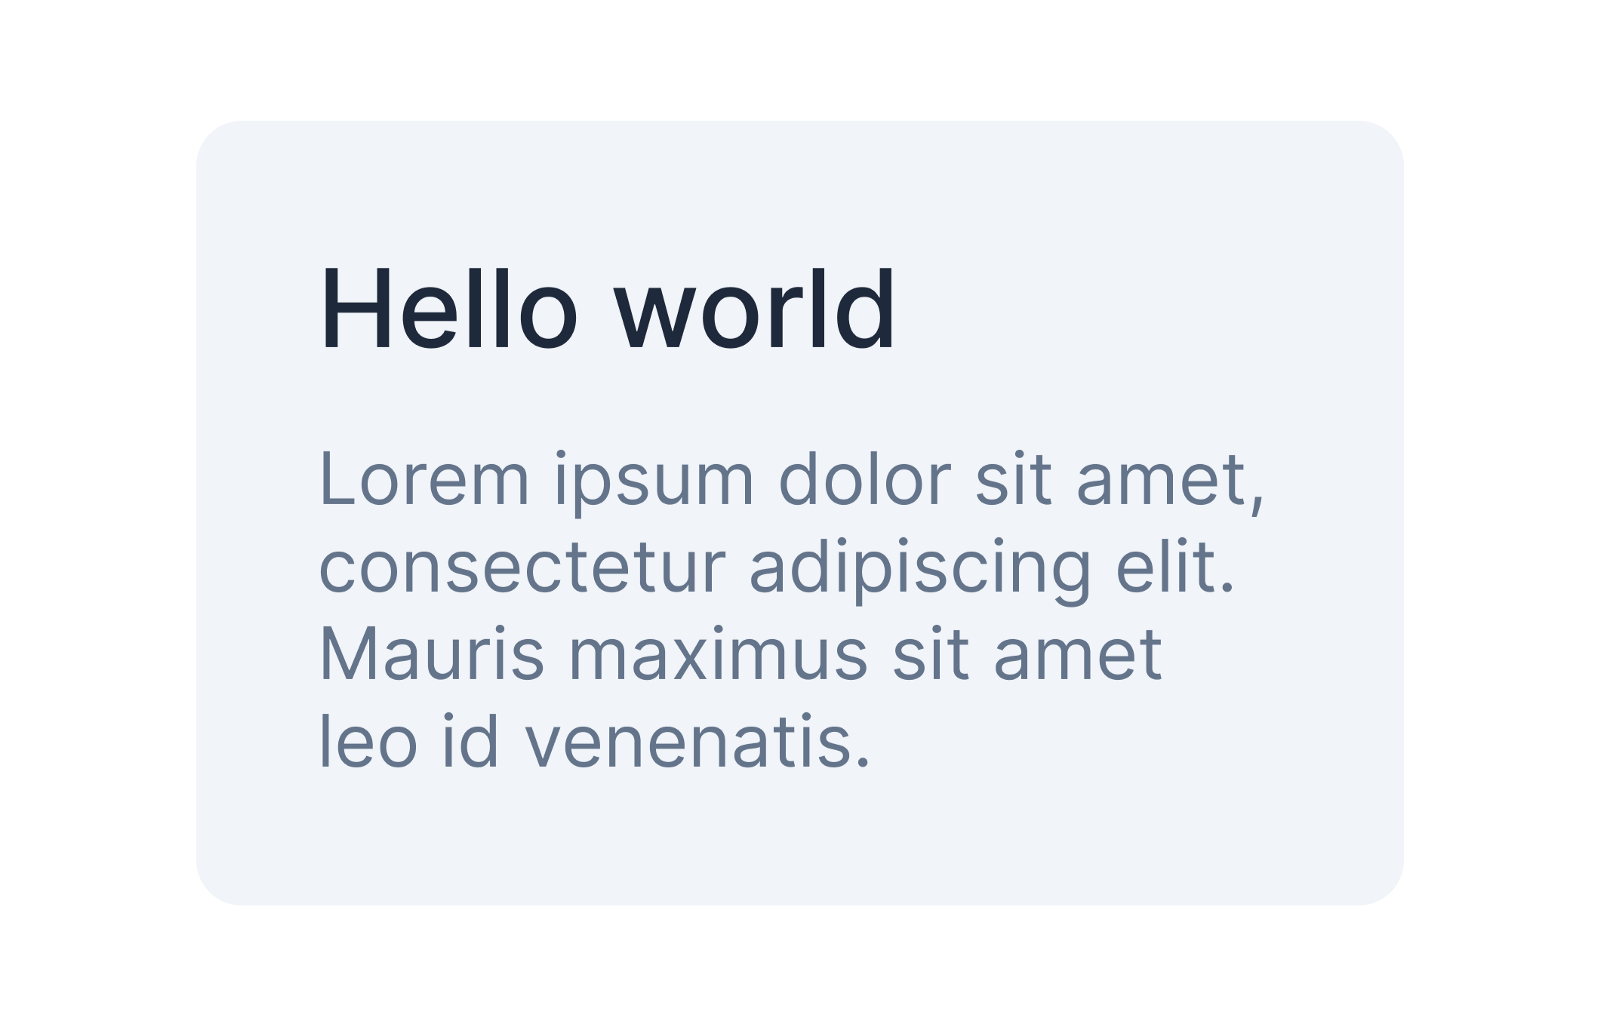 Hello world
Lorem ipsum dolor sit amet,
consectetur adipiscing elit.
Mauris maximus sit amet
leo id venenatis.